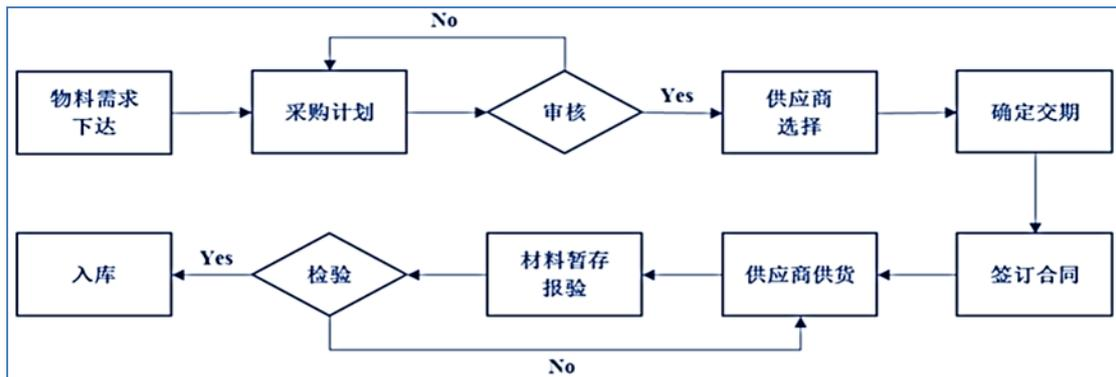 No
物料需求
下达
采购计划
审核
Yes
供应商
选择
确定交期
入库
Yes
检验
材料暂存
报验
供应商供货
签订合同
No